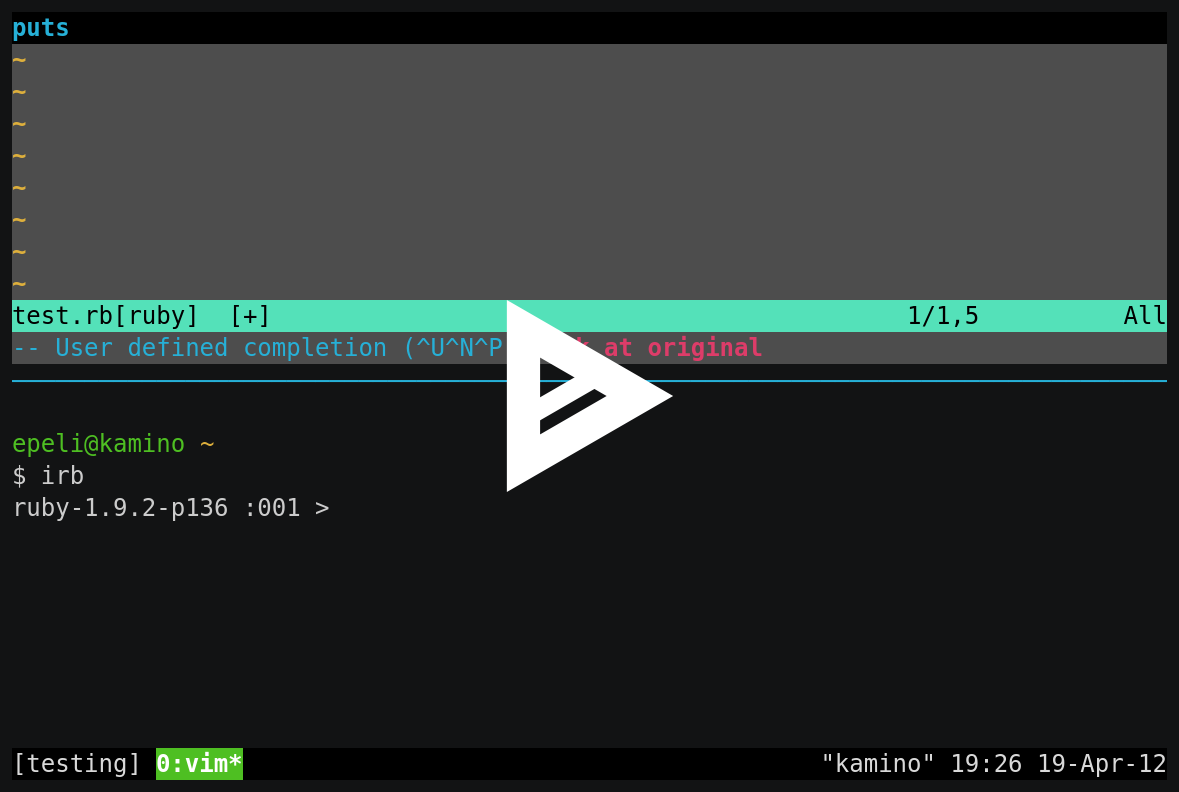 puts
~
~
~
~
~
~
~
~
test.rb[ruby]  [+]                                            1/1,5          All
-- User defined completion (^U^N^P at original
epeli@kamino ~
$ irb
ruby-1.9.2-p136 :001 >
[testing] 0:vim*                                        "kamino" 19:26 19-Apr-12